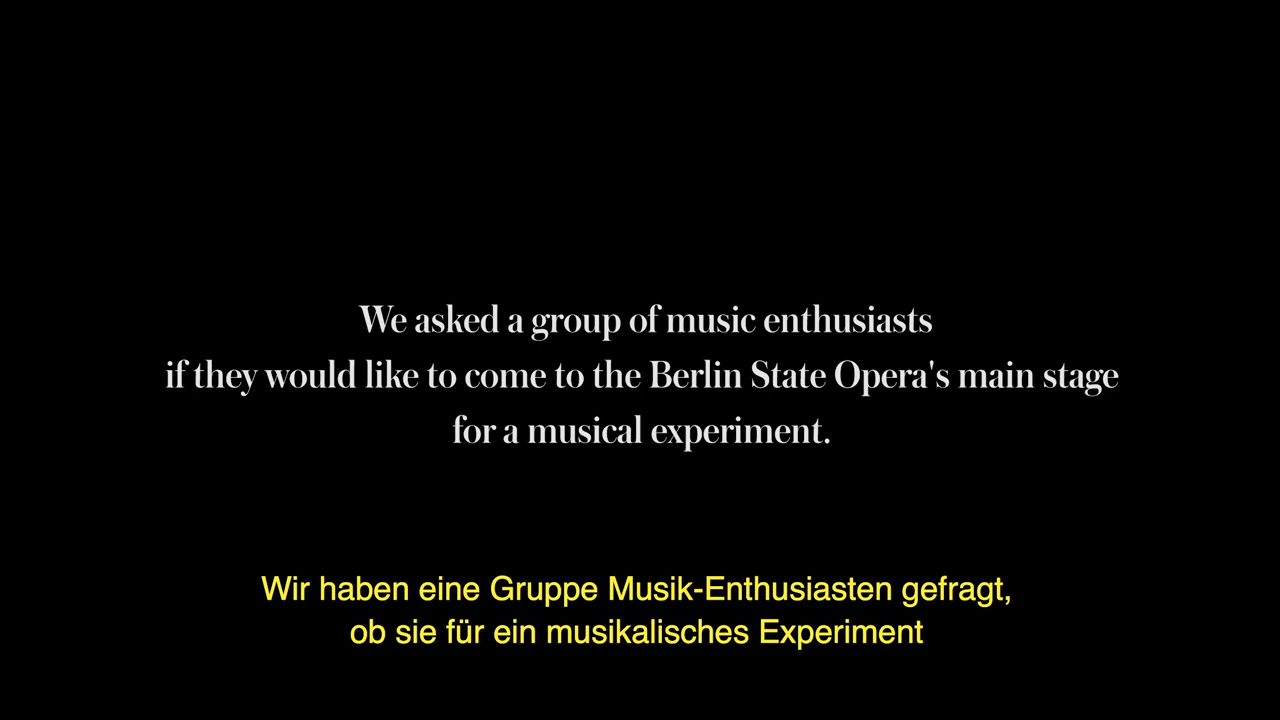 We asked a group of music enthusiasts
if they would like to come to the Berlin State Opera's main stage
for a musical experiment.
Wir haben eine Gruppe Musik-Enthusiasten gefragt,
ob sie für ein musikalisches Experiment